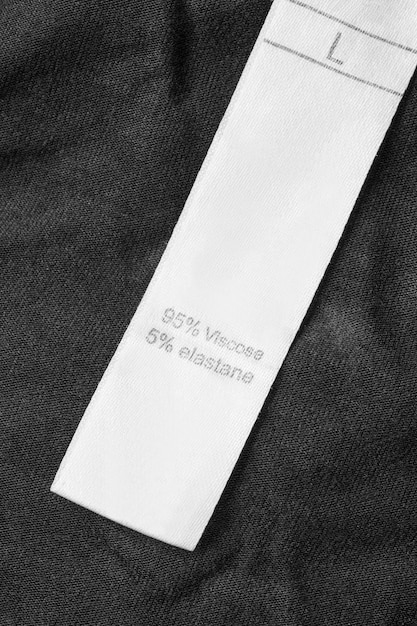 L
95% Viscose
5% elastane